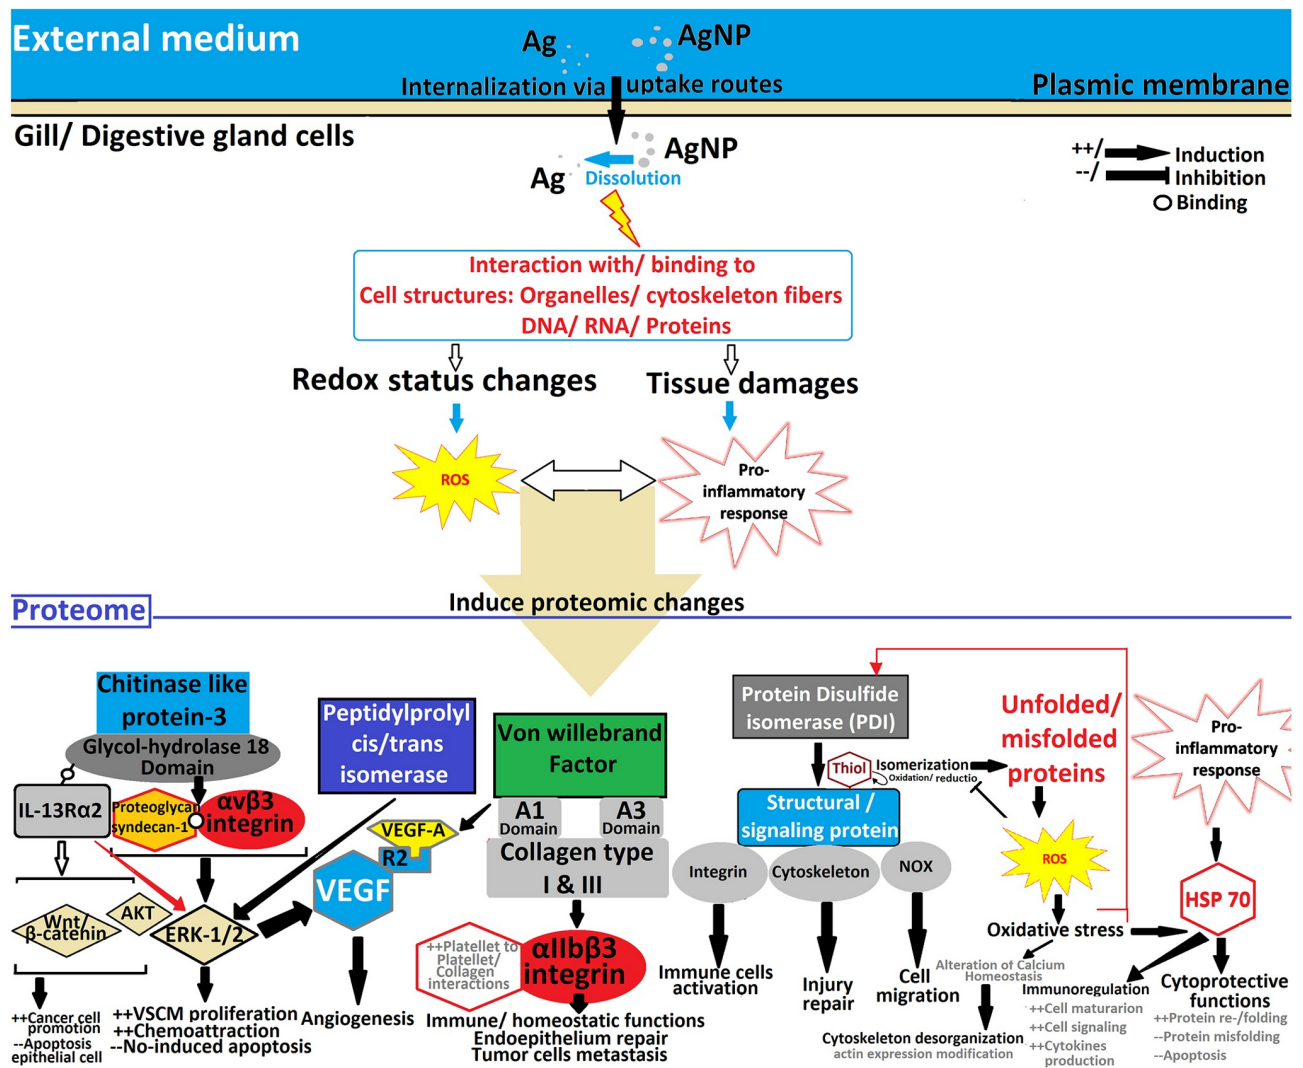 External medium
Ag
AgNP
Internalization via uptake routes
Plasmic membrane
Gill/ Digestive gland cells
AgNP
Ag
Dissolution
++/ Induction
--/ Inhibition
Binding
Interaction with/ binding to
Cell structures: Organelles/ cytoskeleton fibers
DNA/ RNA/ Proteins
Redox status changes
Tissue damages
ROS
Pro-
inflammatory
response
Induce proteomic changes
Proteome
Chitinase like
protein-3
Glycol-hydrolase 18
Domain
IL-13Rα2
Proteoglycan
syndecan-1
αvβ3
integrin
Wnt/
β-catenin
AKT
ERK-1/2
++Cancer cell
promotion
--Apoptosis
epithelial cell
++VSCM proliferation
++Chemoattraction
--No-induced apoptosis
Peptidylprolyl
cis/trans
isomerase
VEGF-A
R2
VEGF
Angiogenesis
Von willebrand
Factor
A1
Domain
A3
Domain
Collagen type
I & III
++Platellet to
Platellet/
Collagen
interactions
αIIbβ3
integrin
Immune/ homeostatic functions
Endoepithelium repair
Tumor cells metastasis
Protein Disulfide
isomerase (PDI)
Thiol
Isomerization
Oxidation/ reductio
Structural /
signaling protein
Integrin
Cytoskeleton
NOX
Immune cells
activation
Injury
repair
Cell
migration
Unfolded/
misfolded
proteins
ROS
Oxidative stress
Alteration of Calcium
Homeostasis
Cytoskeleton desorganization
actin expression modification
Pro-
inflammatory
response
HSP 70
Immunoregulation
++Cell maturarion
++Cell signaling
++Cytokines
production
Cytoprotective
functions
++Protein re-/folding
--Protein misfolding
--Apoptosis